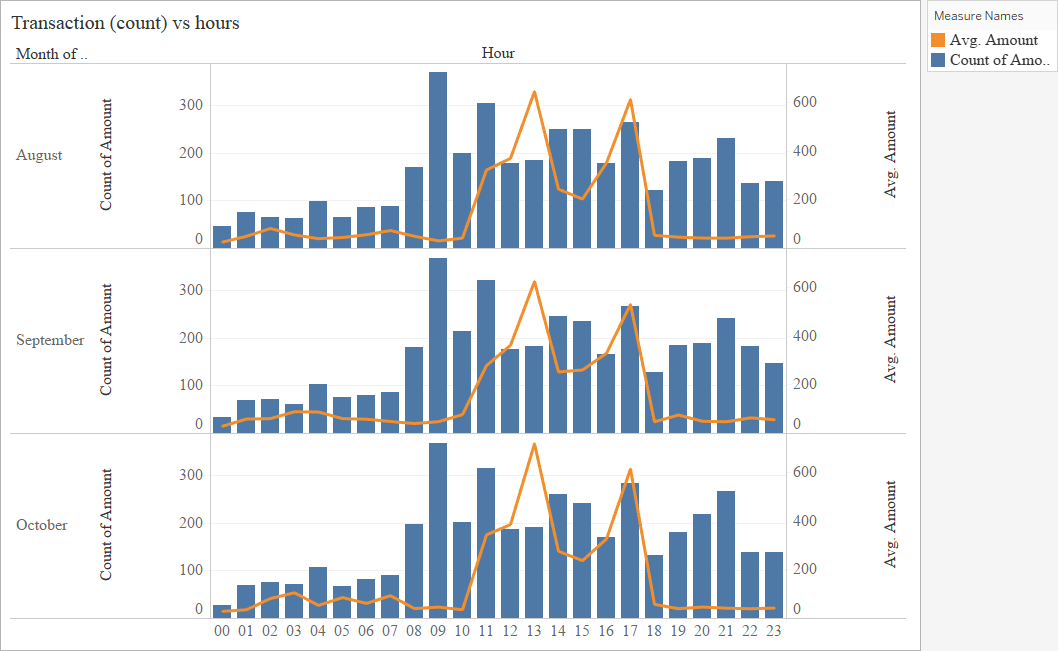 Transaction (count) vs hours
Month of ..
Hour
August
Count of Amount
300
200
100
0
600
400
200
0
Avg. Amount
September
Count of Amount
300
200
100
0
600
400
200
0
Avg. Amount
October
Count of Amount
300
200
100
0
600
400
200
0
Avg. Amount
00 01 02 03 04 05 06 07 08 09 10 11 12 13 14 15 16 17 18 19 20 21 22 23
Measure Names
Avg. Amount
Count of Amo..